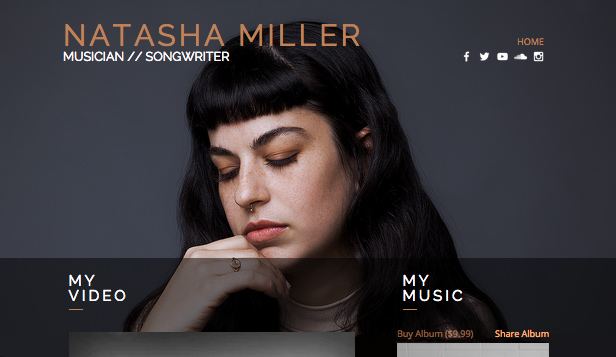 NATASHA MILLER
MUSICIAN // SONGWRITER
HOME
MY
VIDEO
MY
MUSIC
Buy Album ($9.99) Share Album